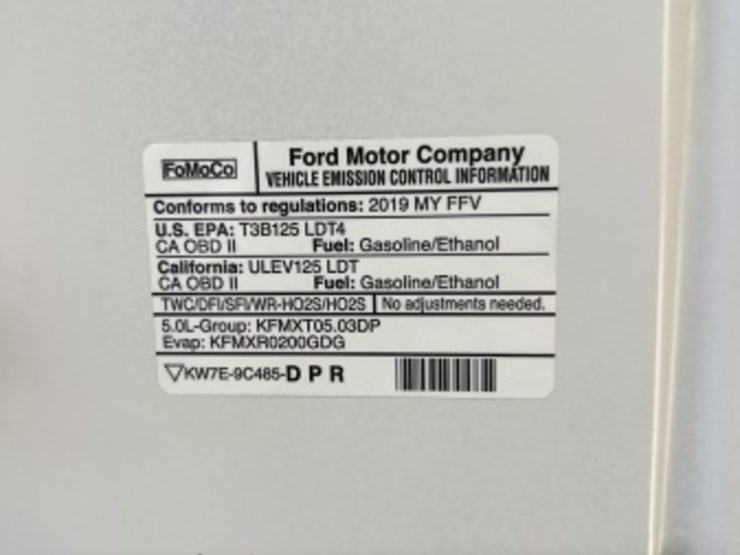 FoMoCo
Ford Motor Company
VEHICLE EMISSION CONTROL INFORMATION
Conforms to regulations: 2019 MY FFV
U.S. EPA: T3B125 LDT4
CA OBD II Fuel: Gasoline/Ethanol
California: ULEV125 LDT
CA OBD II Fuel: Gasoline/Ethanol
TWC/DFI/SFI/WR-HO2S/HO2S No adjustments needed.
5.0L-Group: KFMXT05.03DP
Evap: KFMXR0200GDG
▽KW7E-9C485-D P R